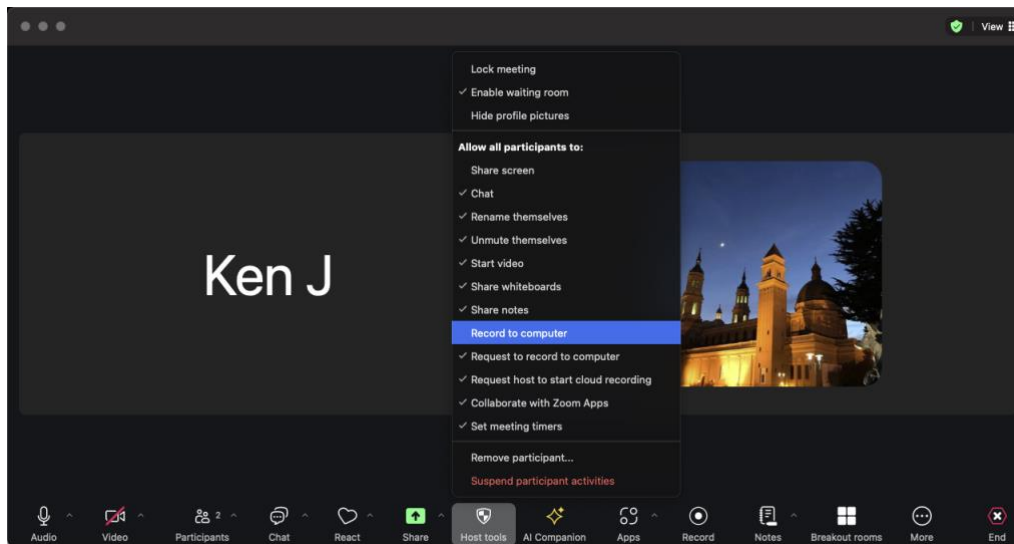 View
Lock meeting
✓ Enable waiting room
Hide profile pictures
Allow all participants to:
Share screen
✓ Chat
✓ Rename themselves
✓ Unmute themselves
✓ Start video
✓ Share whiteboards
✓ Share notes
Record to computer
✓ Request to record to computer
✓ Request host to start cloud recording
✓ Collaborate with Zoom Apps
✓ Set meeting timers
Remove participant...
Suspend participant activities
Ken J
2
Audio Video Participants Chat React Share Host tools AI Companion Apps Record Notes Breakout rooms More End